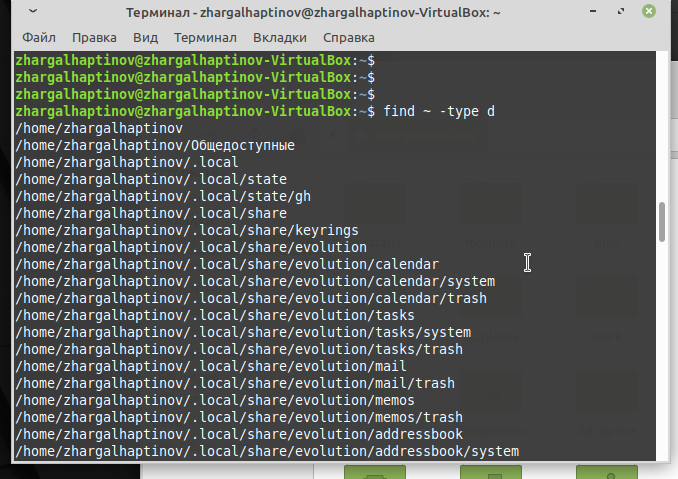 Терминал - zhargalhaptinov@zhargalhaptinov-VirtualBox: ~
Файл Правка Вид Терминал Вкладки Справка
zhargalhaptinov@zhargalhaptinov-VirtualBox:~$
zhargalhaptinov@zhargalhaptinov-VirtualBox:~$
zhargalhaptinov@zhargalhaptinov-VirtualBox:~$
zhargalhaptinov@zhargalhaptinov-VirtualBox:~$ find ~ -type d
/home/zhargalhaptinov
/home/zhargalhaptinov/Общедоступные
/home/zhargalhaptinov/.local
/home/zhargalhaptinov/.local/state
/home/zhargalhaptinov/.local/state/gh
/home/zhargalhaptinov/.local/share
/home/zhargalhaptinov/.local/share/keyrings
/home/zhargalhaptinov/.local/share/evolution
/home/zhargalhaptinov/.local/share/evolution/calendar
/home/zhargalhaptinov/.local/share/evolution/calendar/system
/home/zhargalhaptinov/.local/share/evolution/calendar/trash
/home/zhargalhaptinov/.local/share/evolution/tasks
/home/zhargalhaptinov/.local/share/evolution/tasks/system
/home/zhargalhaptinov/.local/share/evolution/tasks/trash
/home/zhargalhaptinov/.local/share/evolution/mail
/home/zhargalhaptinov/.local/share/evolution/mail/trash
/home/zhargalhaptinov/.local/share/evolution/memos
/home/zhargalhaptinov/.local/share/evolution/memos/trash
/home/zhargalhaptinov/.local/share/evolution/addressbook
/home/zhargalhaptinov/.local/share/evolution/addressbook/system